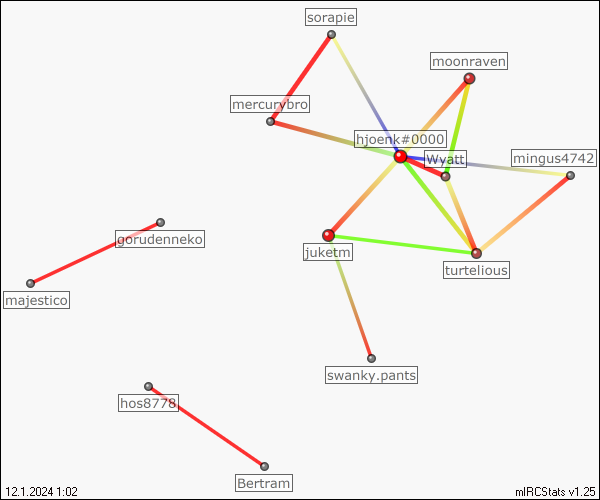 sorapie
moonraven
mercurybro
hjoenk#0000
Wyatt
mingus4742
gorudenneko
juketm
turtelious
majestico
swanky.pants
hos8778
Bertram
12.1.2024 1:02
mIRCStats v1.25